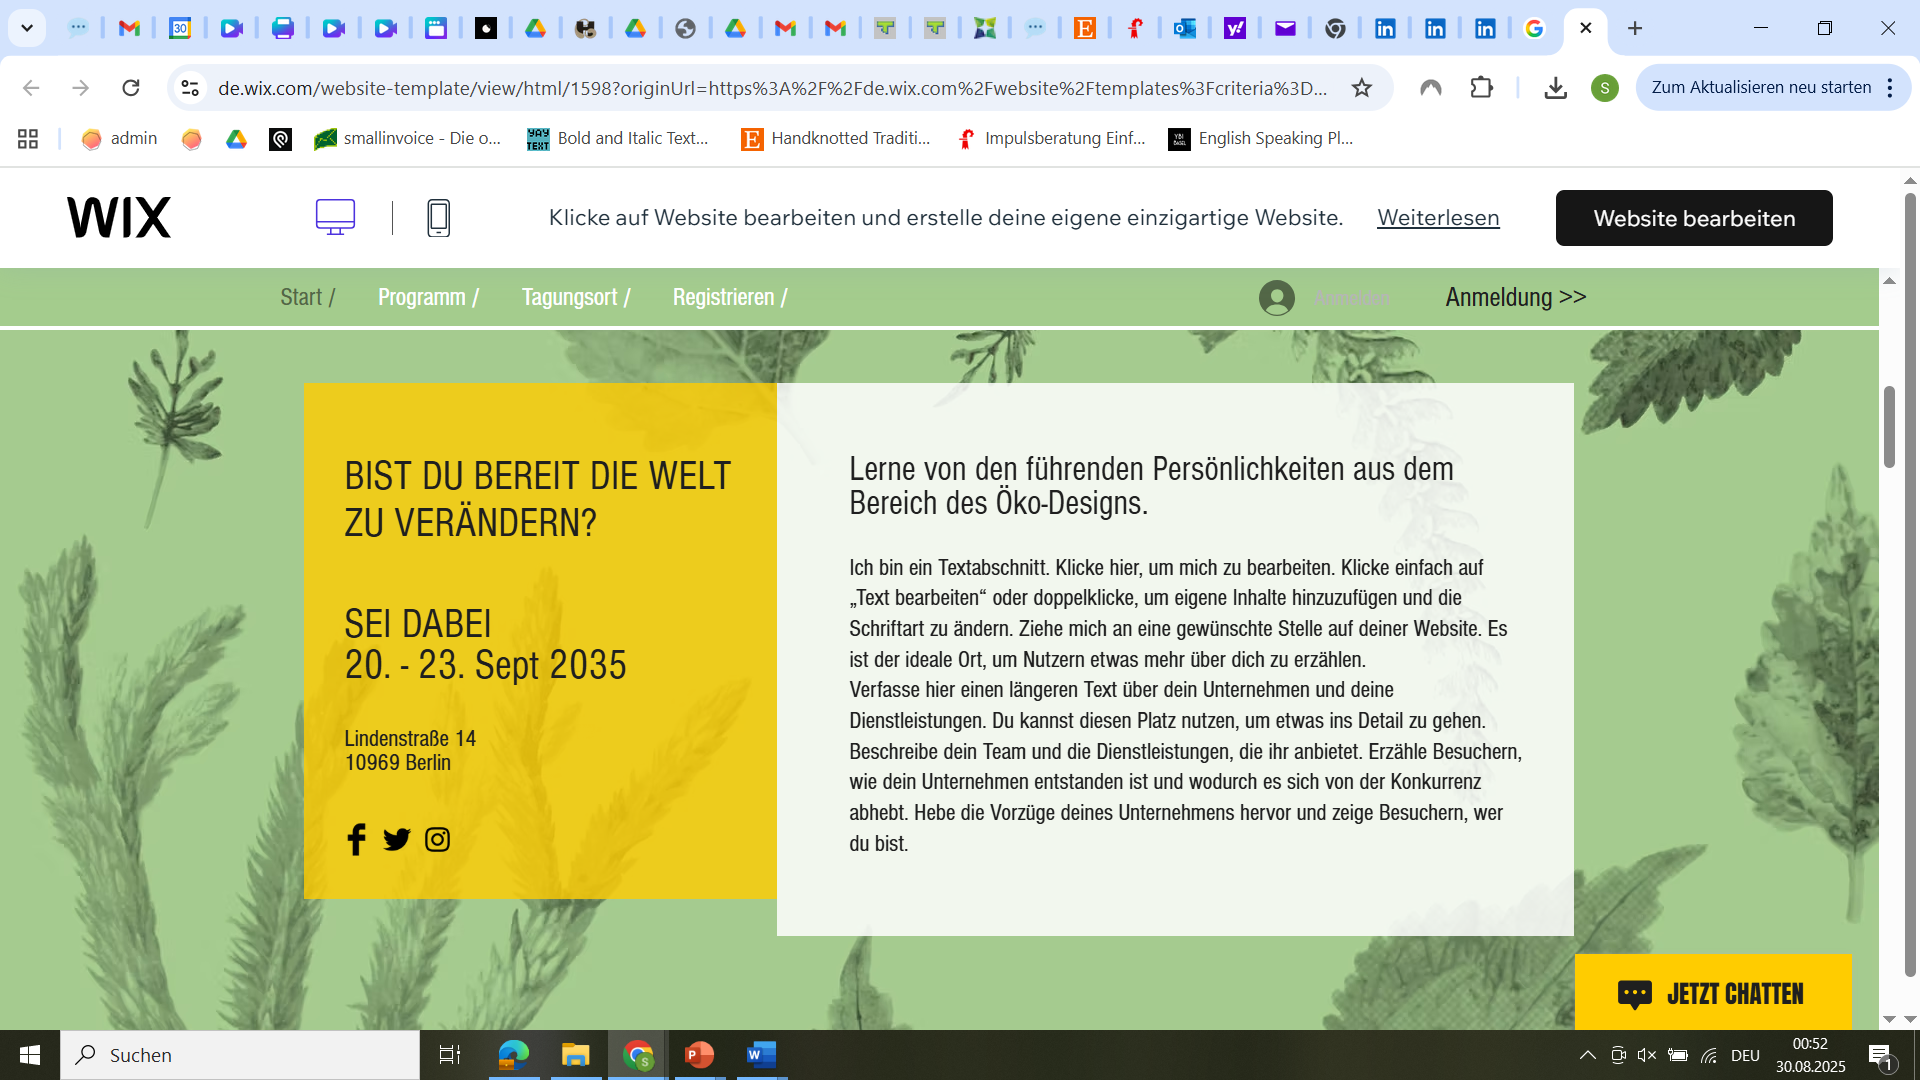 30
de.wix.com/website-template/view/html/1598?originUrl=https%3A%2F%2Fde.wix.com%2Fwebsite%2Ftemplates%3Fcriteria%3D...
S
Zum Aktualisieren neu starten
admin
smallinvoice - Die o...
YAY TEXT
Bold and Italic Text...
Handknotted Traditi...
Impulsberatung Einf...
English Speaking Pl...
WIX
Klicke auf Website bearbeiten und erstelle deine eigene einzigartige Website.
Weiterlesen
Website bearbeiten
Start /
Programm /
Tagungsort /
Registrieren /
Anmelden
Anmeldung >>
BIST DU BEREIT DIE WELT
ZU VERÄNDERN?
SEI DABEI
20. - 23. Sept 2035
Lindenstraße 14
10969 Berlin
Lerne von den führenden Persönlichkeiten aus dem
Bereich des Öko-Designs.
Ich bin ein Textabschnitt. Klicke hier, um mich zu bearbeiten. Klicke einfach auf
„Text bearbeiten“ oder doppelklicke, um eigene Inhalte hinzuzufügen und die
Schriftart zu ändern. Ziehe mich an eine gewünschte Stelle auf deiner Website. Es
ist der ideale Ort, um Nutzern etwas mehr über dich zu erzählen.
Verfasse hier einen längeren Text über dein Unternehmen und deine
Dienstleistungen. Du kannst diesen Platz nutzen, um etwas ins Detail zu gehen.
Beschreibe dein Team und die Dienstleistungen, die ihr anbietet. Erzähle Besuchern,
wie dein Unternehmen entstanden ist und wodurch es sich von der Konkurrenz
abhebt. Hebe die Vorzüge deines Unternehmens hervor und zeige Besuchern, wer
du bist.
JETZT CHATTEN
Suchen
DEU
00:52
30.08.2025
1